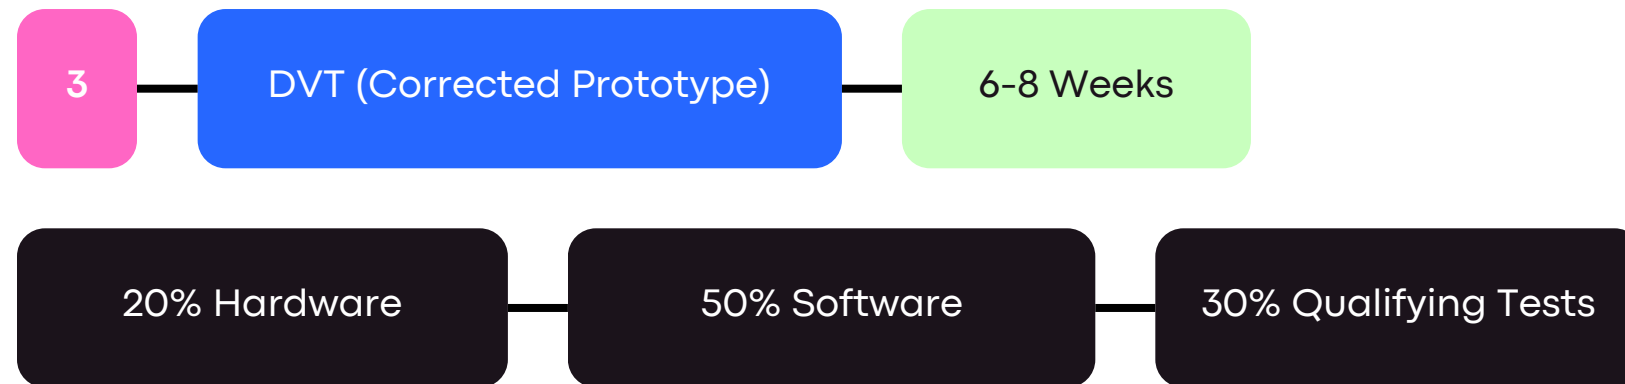 3
DVT (Corrected Prototype)
6-8 Weeks
20% Hardware
50% Software
30% Qualifying Tests